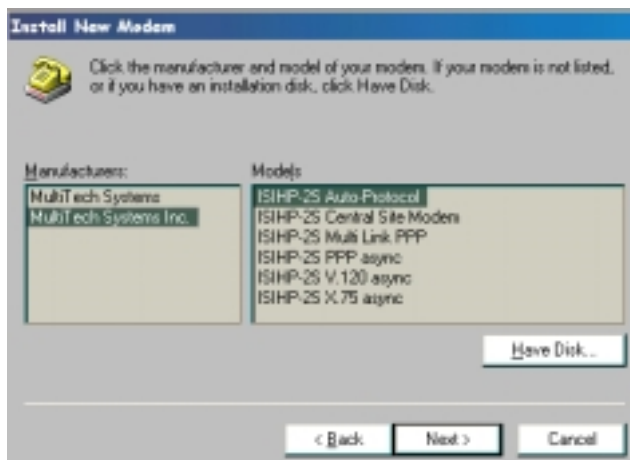 Install New Modem
Click the manufacturer and model of your modem. If your modem is not listed,
or if you have an installation disk, click Have Disk.
Manufacturers:
MultiTech Systems
MultiTech Systems Inc.
Models
ISIHP-2S Auto-Protocol
ISIHP-2S Central Site Modem
ISIHP-2S Multi Link PPP
ISIHP-2S PPP async
ISIHP-2S V.120 async
ISIHP-2S X.75 async
Have Disk...
< Back
Next >
Cancel